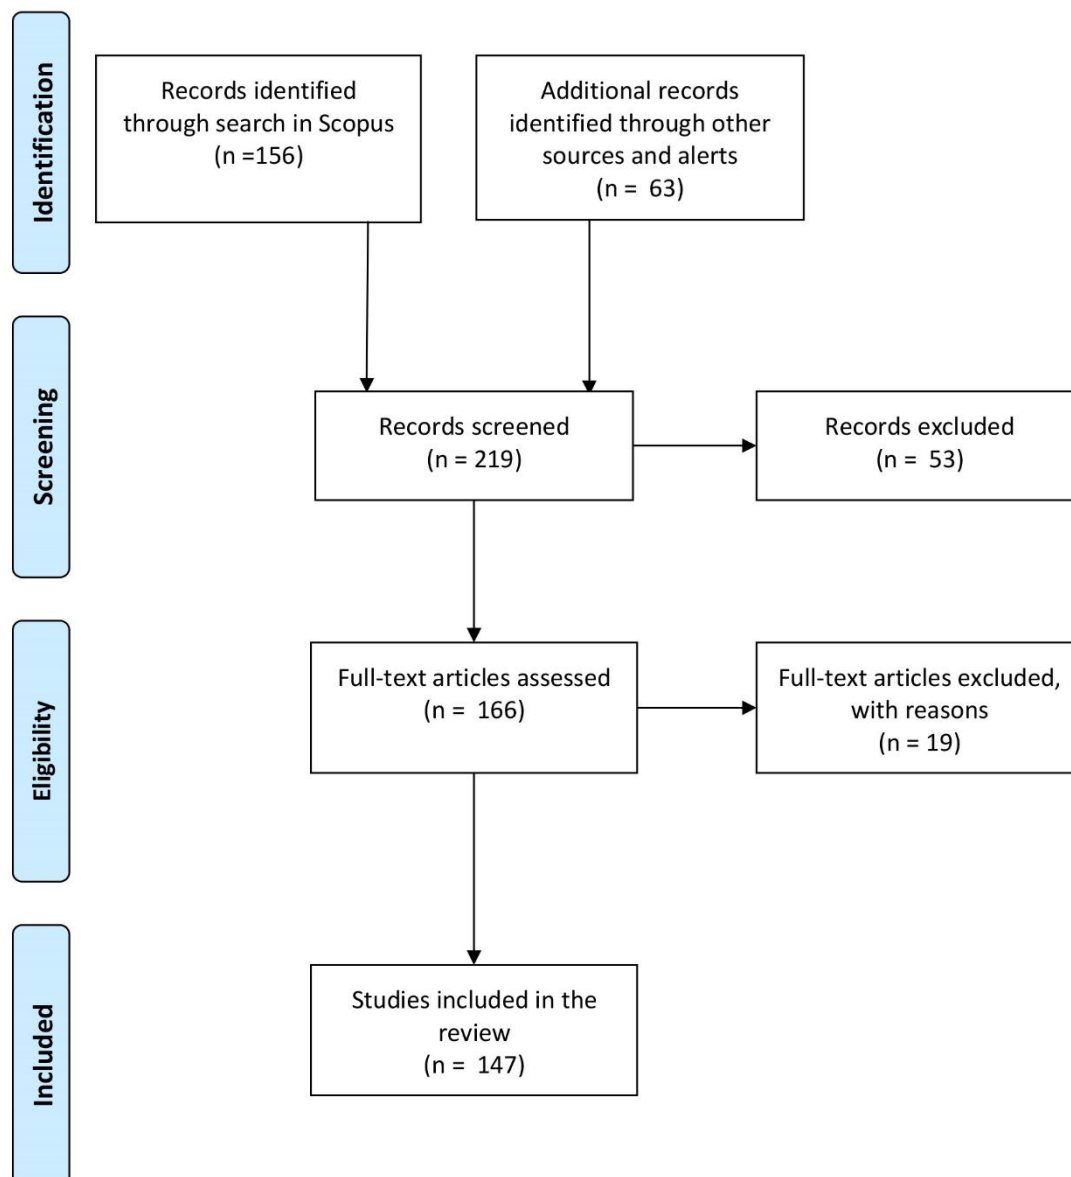 Identification
Records identified
through search in Scopus
(n =156)
Additional records
identified through other
sources and alerts
(n =  63)
Screening
Records screened
(n = 219)
Records excluded
(n =  53)
Eligibility
Full-text articles assessed
(n =  166)
Full-text articles excluded,
with reasons
(n = 19)
Included
Studies included in the
review
(n =  147)